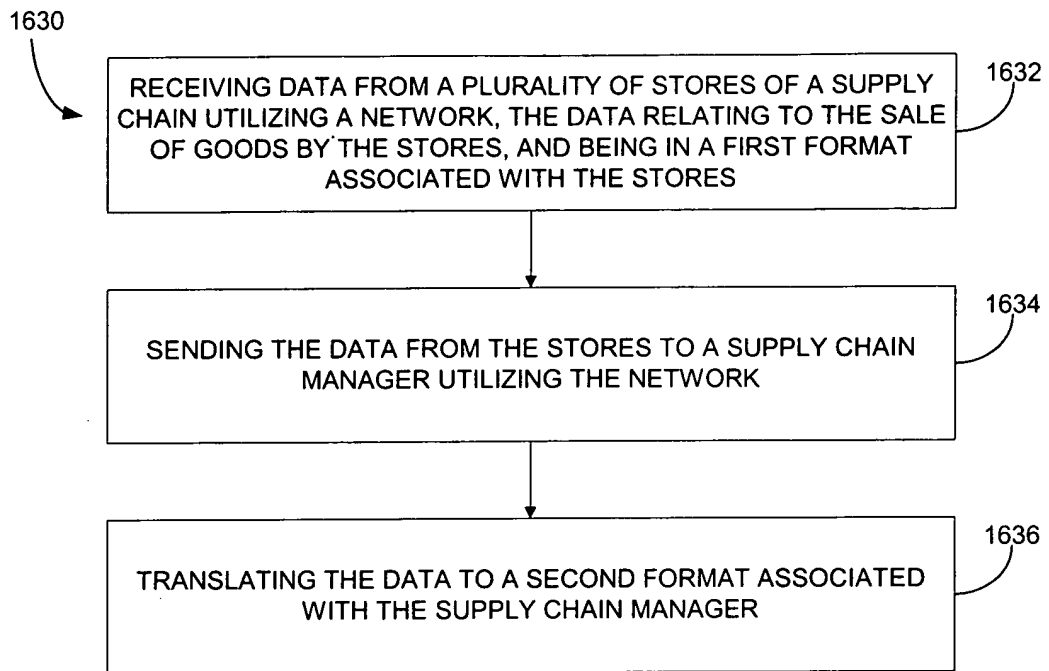 1630
RECEIVING DATA FROM A PLURALITY OF STORES OF A SUPPLY
CHAIN UTILIZING A NETWORK, THE DATA RELATING TO THE SALE
OF GOODS BY THE STORES, AND BEING IN A FIRST FORMAT
ASSOCIATED WITH THE STORES
1632
SENDING THE DATA FROM THE STORES TO A SUPPLY CHAIN
MANAGER UTILIZING THE NETWORK
1634
TRANSLATING THE DATA TO A SECOND FORMAT ASSOCIATED
WITH THE SUPPLY CHAIN MANAGER
1636